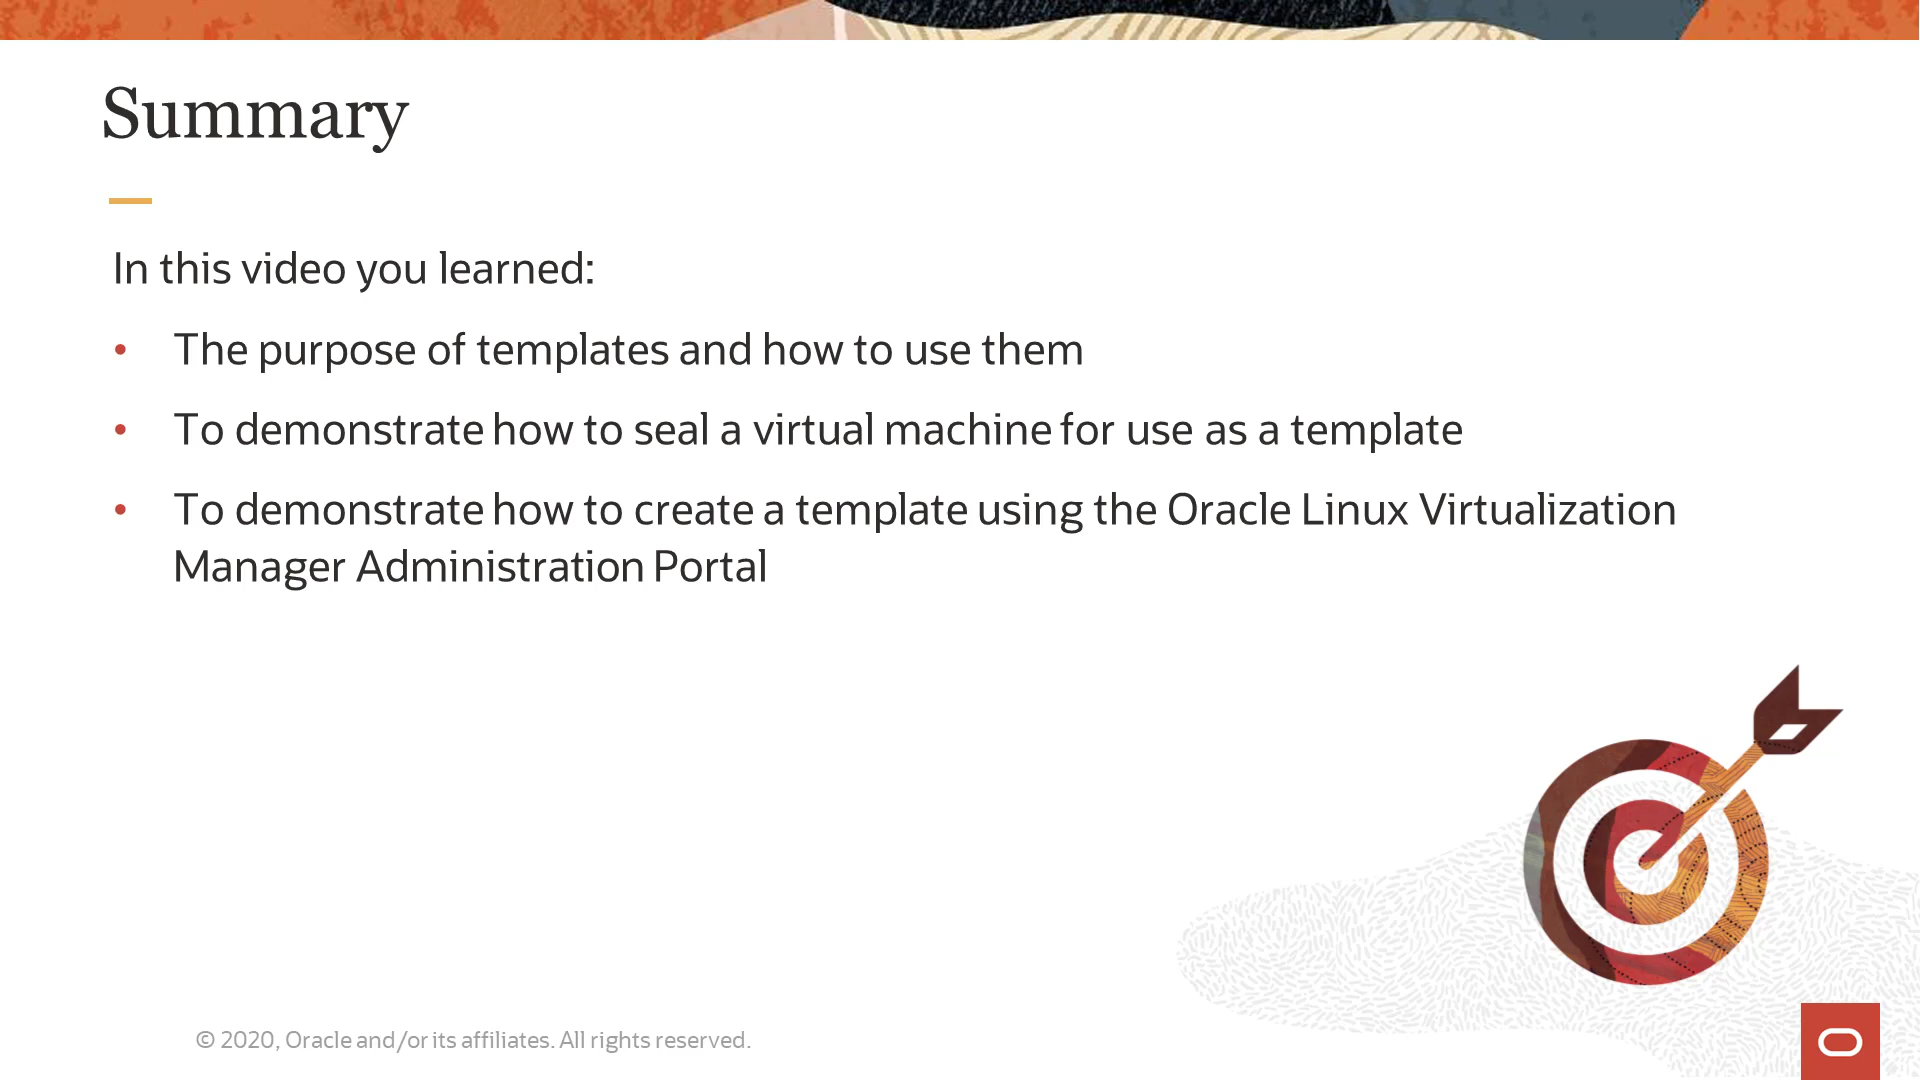 Summary
In this video you learned:
• The purpose of templates and how to use them
• To demonstrate how to seal a virtual machine for use as a template
• To demonstrate how to create a template using the Oracle Linux Virtualization
Manager Administration Portal
© 2020, Oracle and/or its affiliates. All rights reserved.